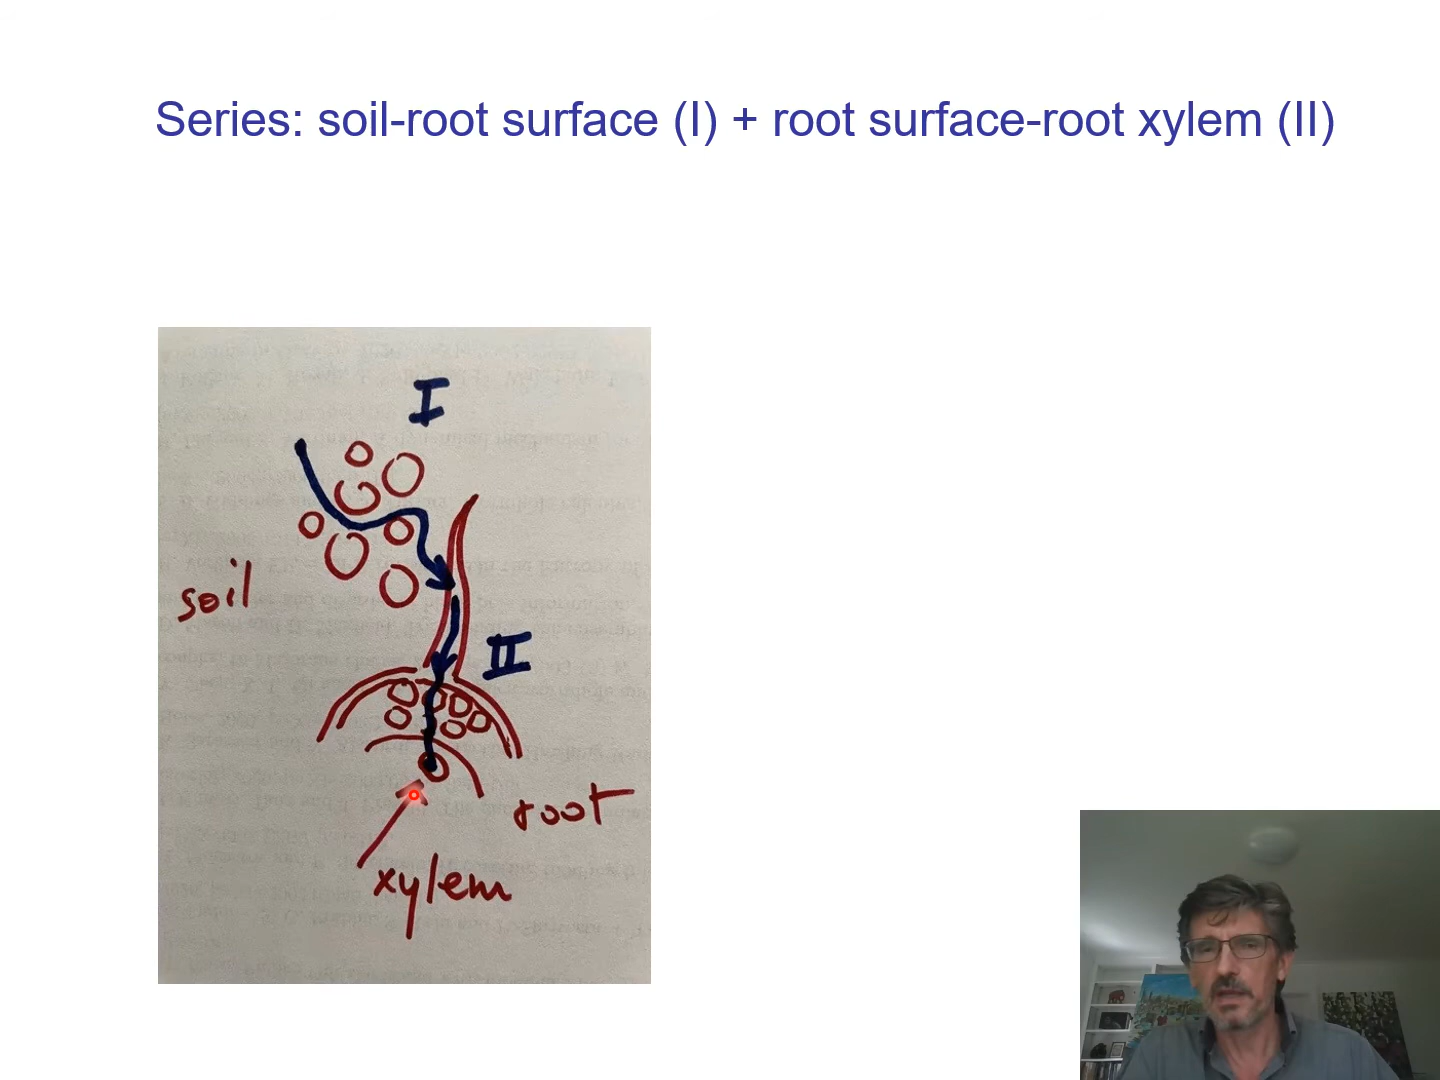 Series: soil-root surface (I) + root surface-root xylem (II)
I
soil
II
root
xylem